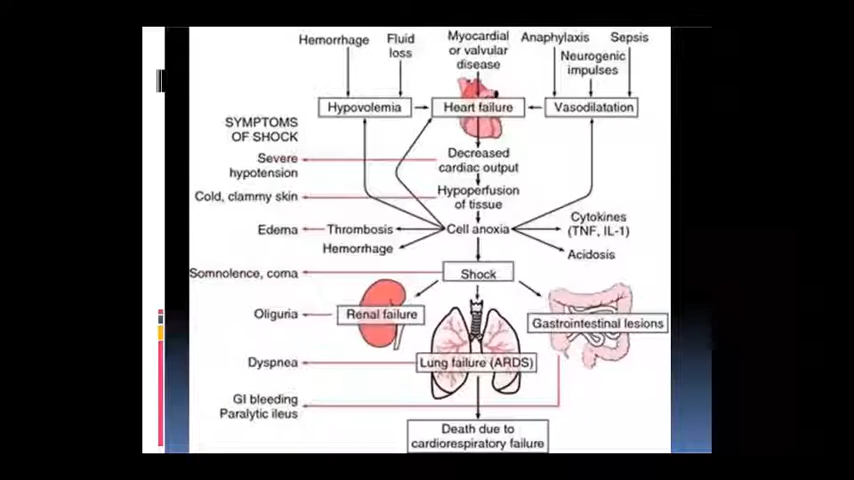 Hemorrhage
Fluid
loss
Myocardial
or valvular
disease
Anaphylaxis
Sepsis
Neurogenic
impulses
Hypovolemia
Heart failure
Vasodilatation
SYMPTOMS
OF SHOCK
Severe
hypotension
Decreased
cardiac output
Cold, clammy skin
Hypoperfusion
of tissue
Edema
Thrombosis
Hemorrhage
Cell anoxia
Cytokines
(TNF, IL-1)
Acidosis
Somnolence, coma
Shock
Oliguria
Renal failure
Gastrointestinal lesions
Dyspnea
Lung failure (ARDS)
GI bleeding
Paralytic ileus
Death due to
cardiorespiratory failure